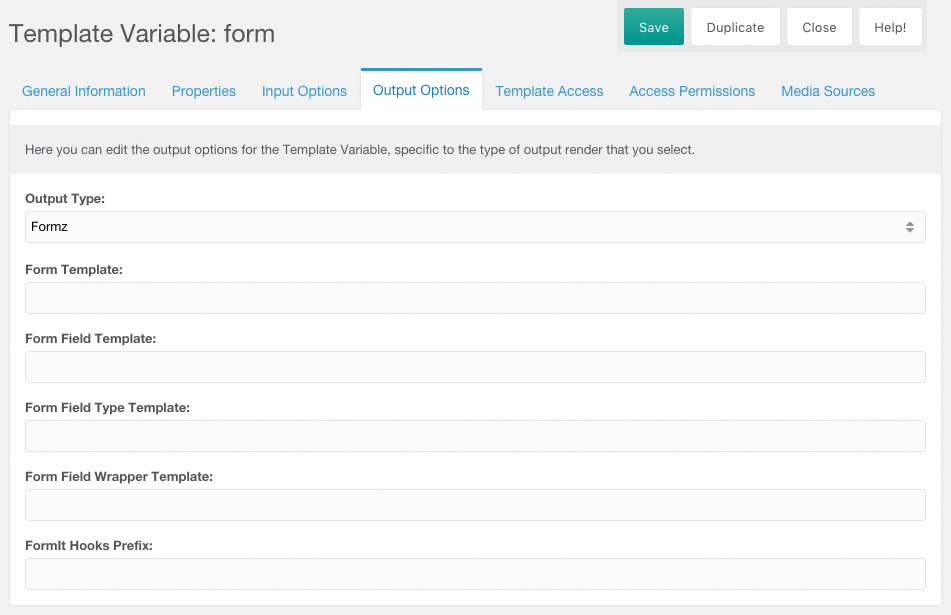 Template Variable: form
Save
Duplicate
Close
Help!
General Information
Properties
Input Options
Output Options
Template Access
Access Permissions
Media Sources
Here you can edit the output options for the Template Variable, specific to the type of output render that you select.
Output Type:
Formz
Form Template:
Form Field Template:
Form Field Type Template:
Form Field Wrapper Template:
FormIt Hooks Prefix: